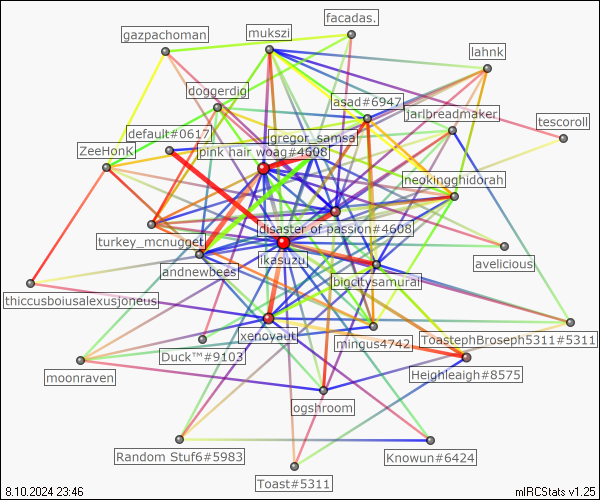 facadas.
gazpachoman
mukszi
lahnk
doggerdig
asad#6947
jarlbreadmaker
tescoroll
default#0617
gregor_samsa
ZeeHonk
pink hair woag#4608
neokingghidorah
disaster of passion#4608
turkey_mcnugget
ikasuzu
avelicious
andnewbees
bigcitysamurai
thiccusboiusalexusjoneus
xenovaut
mingus4742
ToastephBroseph5311#5311
Duck™#9103
Heighleigh#8575
moonraven
ogshroom
Random Stuf6#5983
Knowun#6424
Toast#5311
8.10.2024 23:46
mIRCStats v1.25